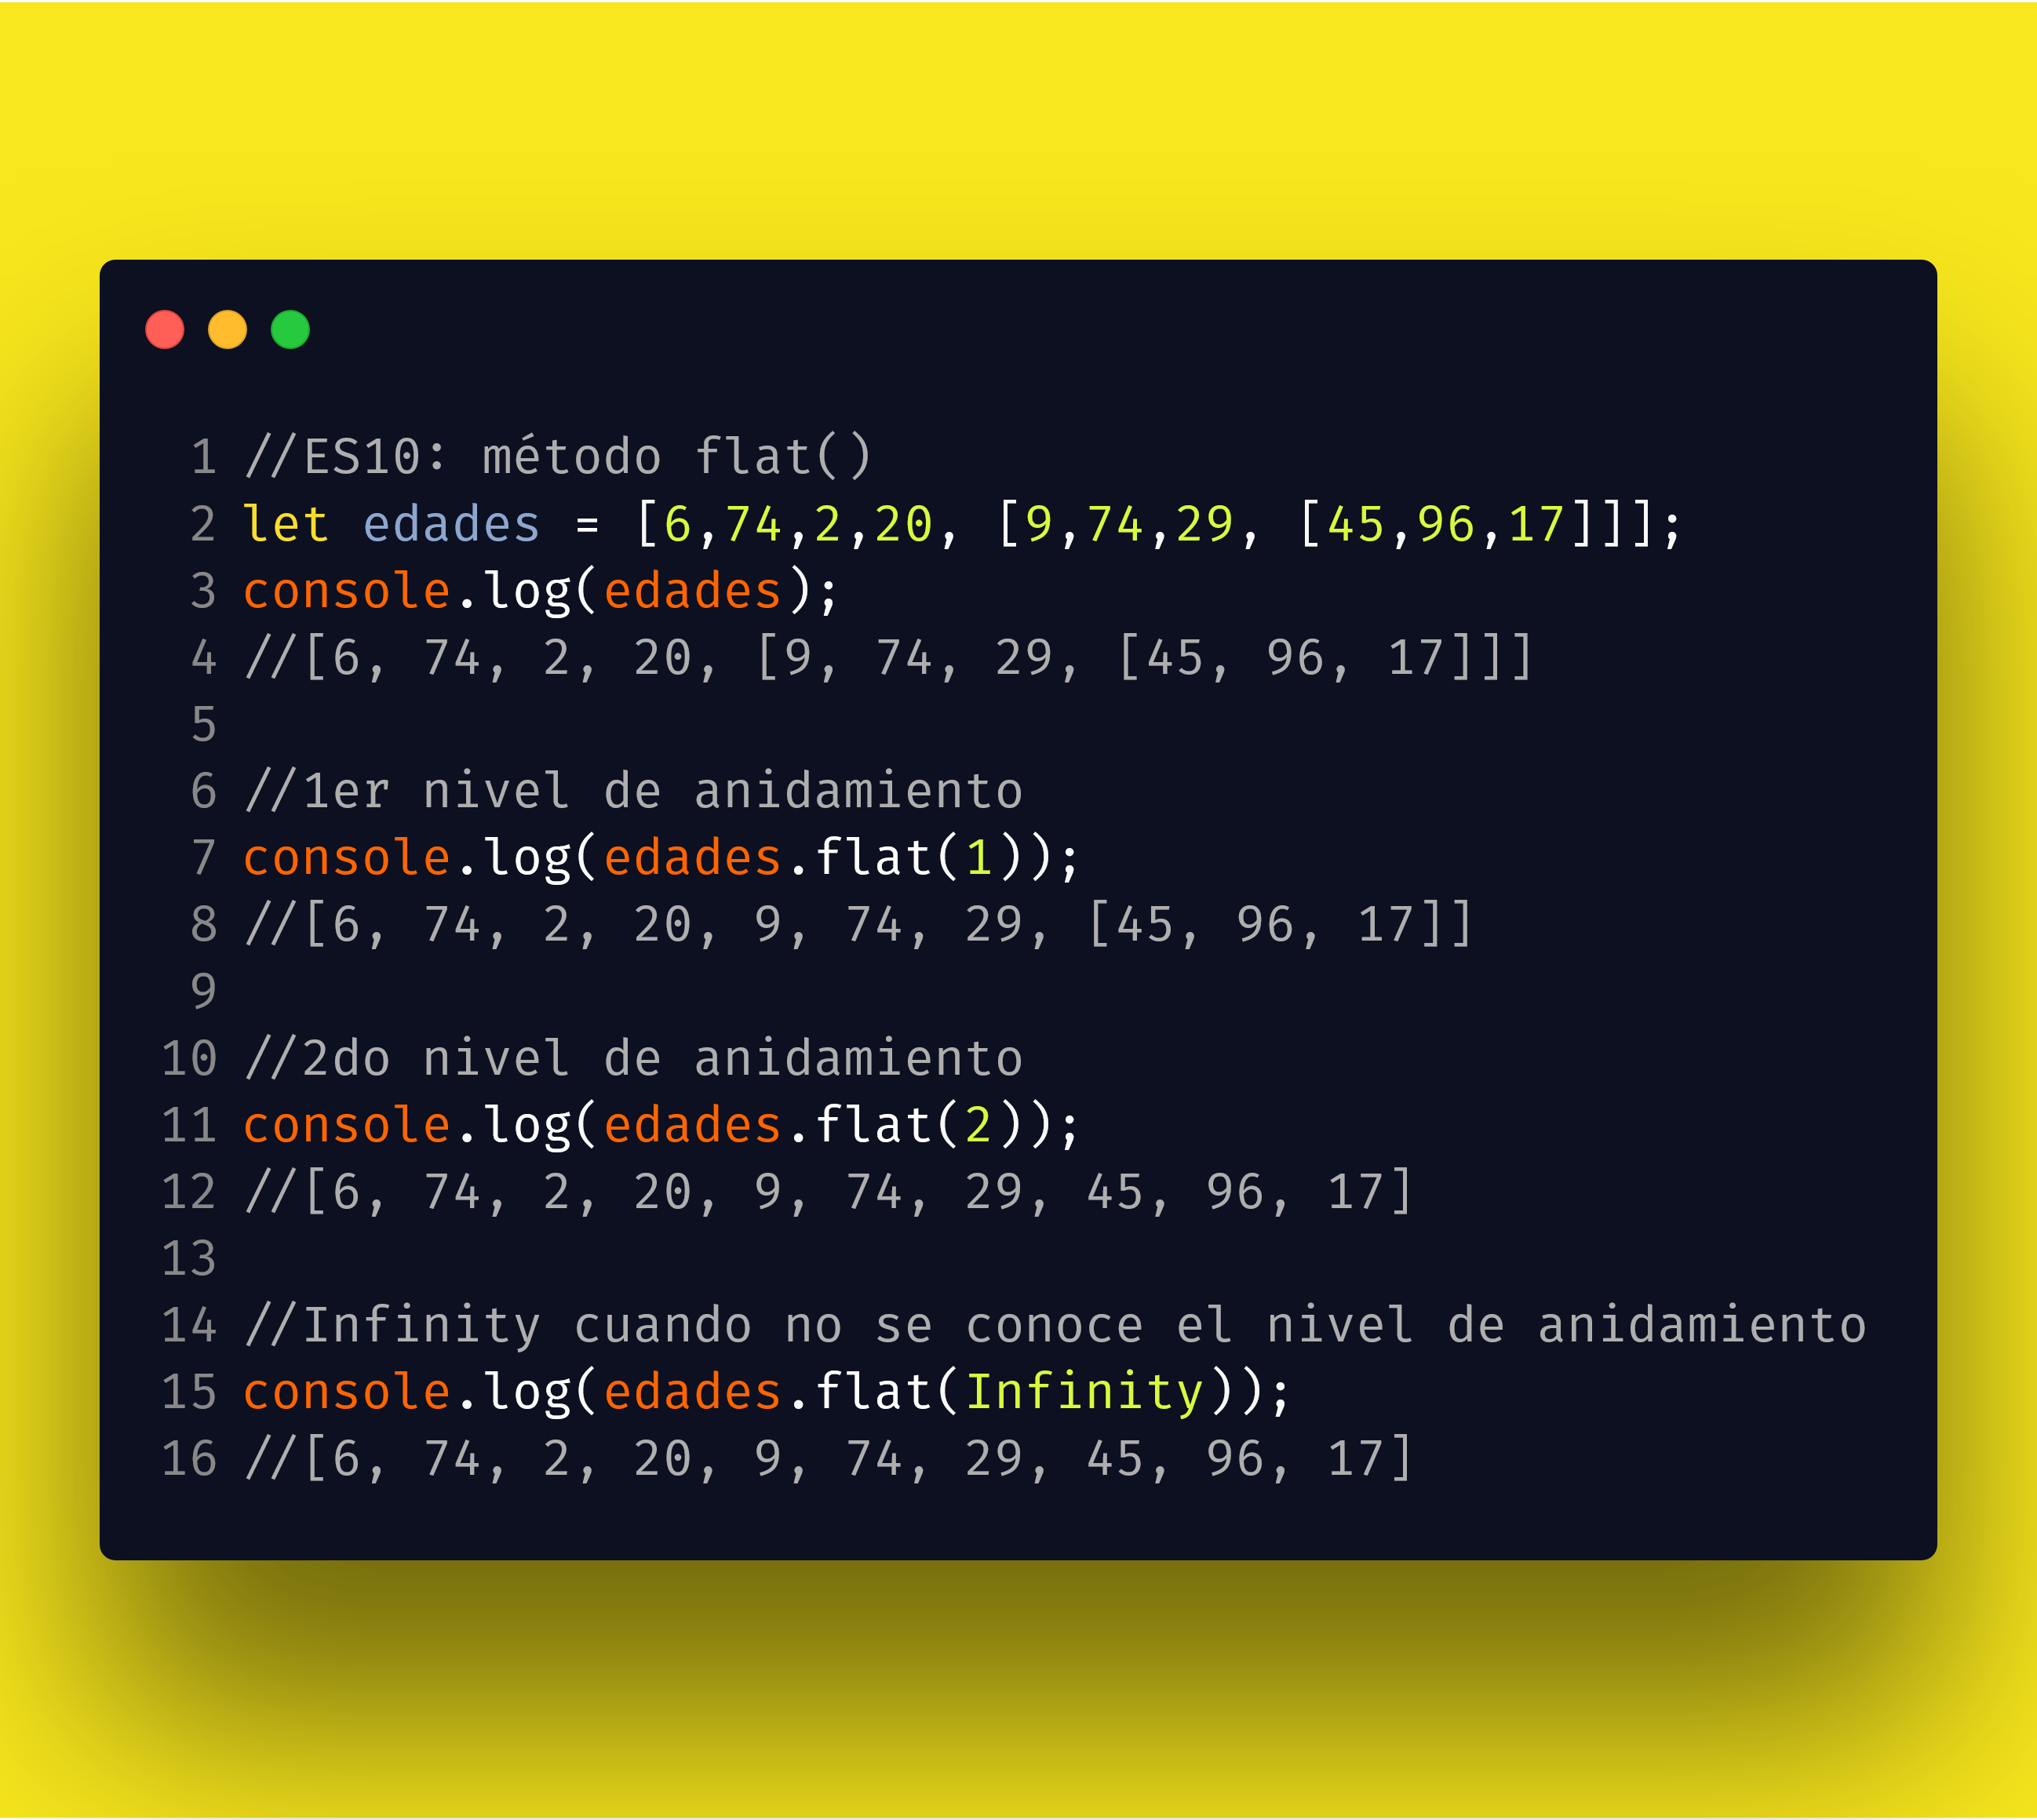 1 //ES10: método flat()
2 let edades = [6,74,2,20, [9,74,29, [45,96,17]]];
3 console.log(edades);
4 //[6, 74, 2, 20, [9, 74, 29, [45, 96, 17]]]
5
6 //1er nivel de anidamiento
7 console.log(edades.flat(1));
8 //[6, 74, 2, 20, 9, 74, 29, [45, 96, 17]]
9
10 //2do nivel de anidamiento
11 console.log(edades.flat(2));
12 //[6, 74, 2, 20, 9, 74, 29, 45, 96, 17]
13
14 //Infinity cuando no se conoce el nivel de anidamiento
15 console.log(edades.flat(Infinity));
16 //[6, 74, 2, 20, 9, 74, 29, 45, 96, 17]